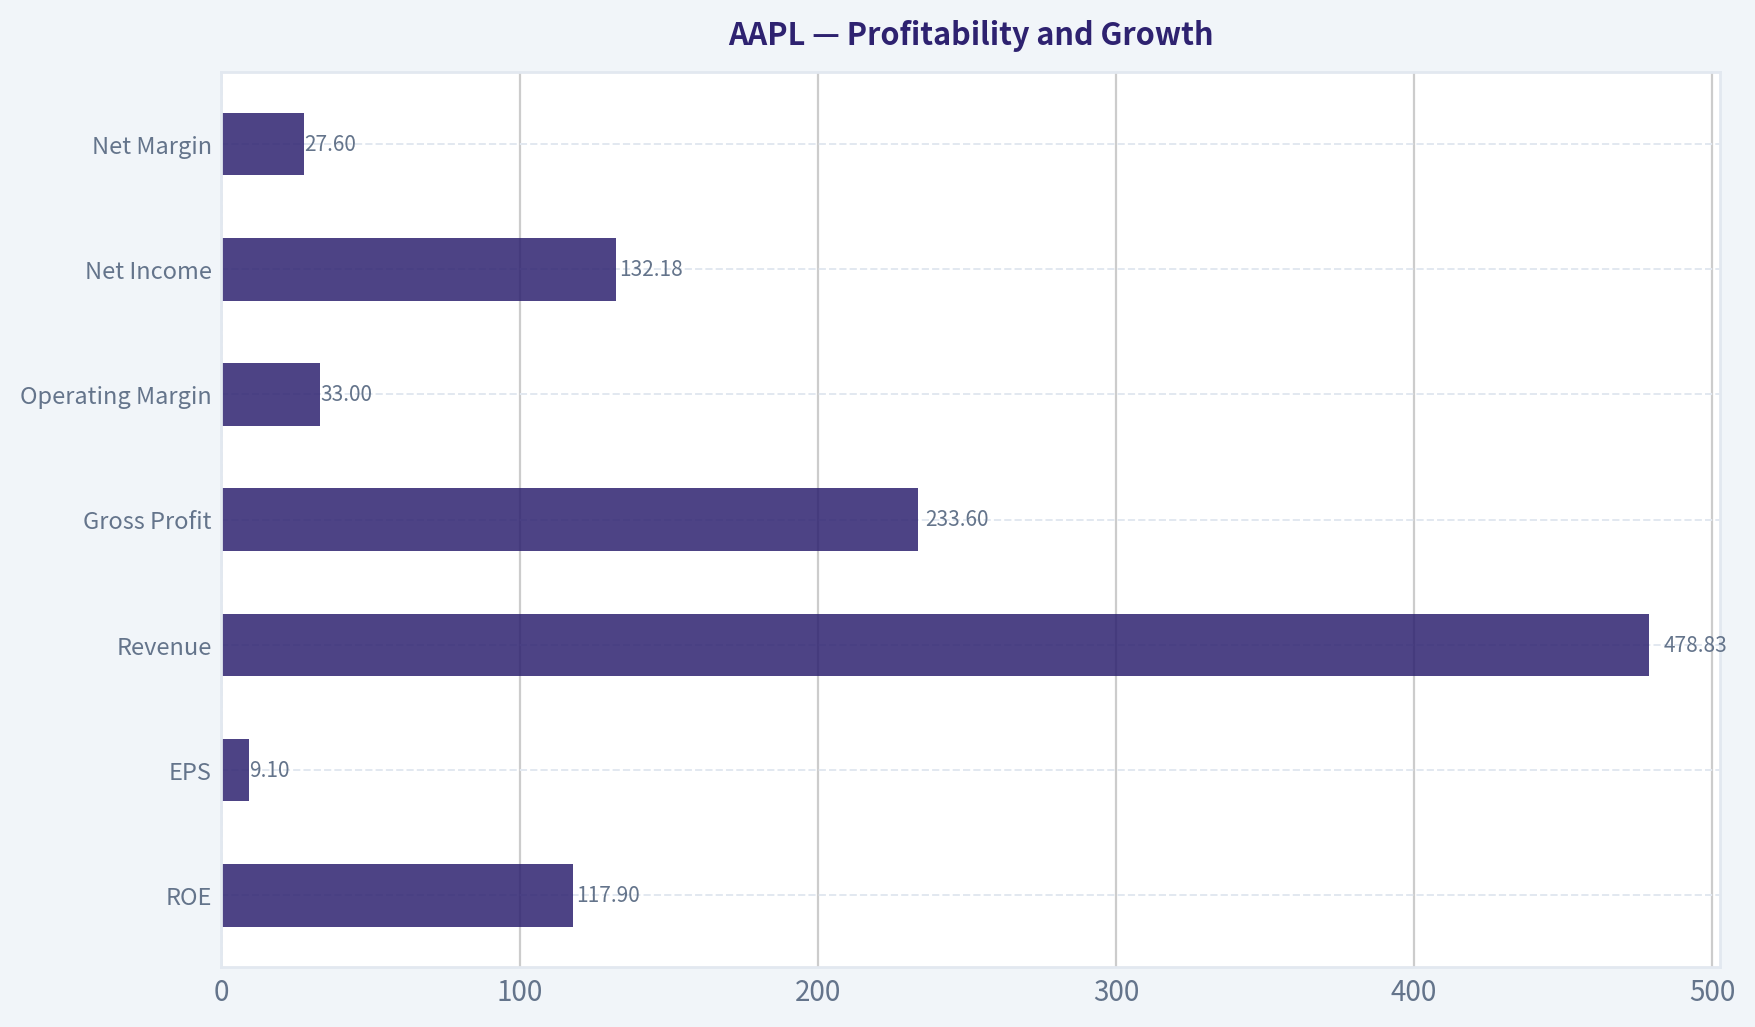 AAPL — Profitability and Growth
Net Margin
27.60
Net Income
132.18
Operating Margin
33.00
Gross Profit
233.60
Revenue
478.83
EPS
9.10
ROE
117.90
0 100 200 300 400 500